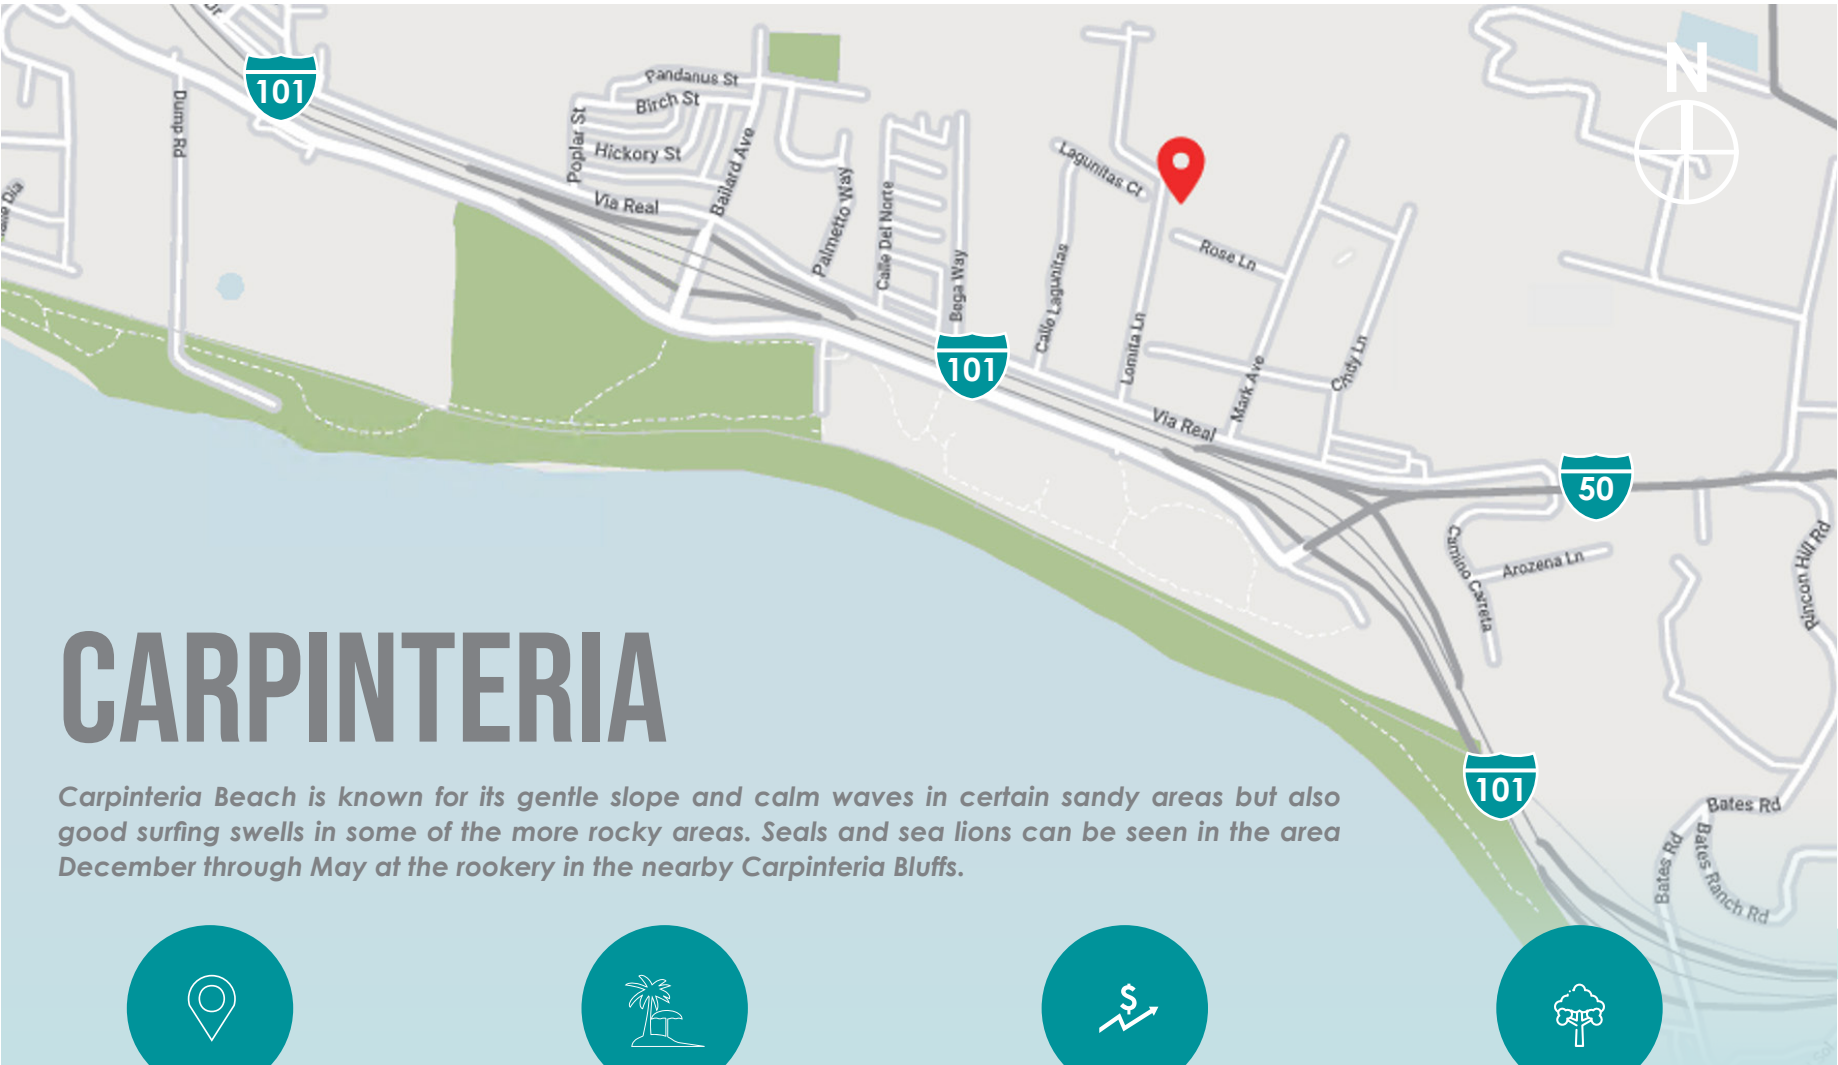 Dr
101
Dump Rd
Pandanus St
Birch St
Poplar St
Hickory St
Via Real
Bailard Ave
Palmetto Way
Calle Del Norte
Bega Way
Lagunitas Ct
Calle Lagunitas
Lomita Ln
Rose Ln
Mark Ave
Cindy Ln
N
101
Via Real
50
Camino Carreta
Arozena Ln
Rincon Hill Rd
101
Bates Rd
Bates Rd
Bates Ranch Rd
CARPINTERIA
Carpinteria Beach is known for its gentle slope and calm waves in certain sandy areas but also
good surfing swells in some of the more rocky areas. Seals and sea lions can be seen in the area
December through May at the rookery in the nearby Carpinteria Bluffs.
$